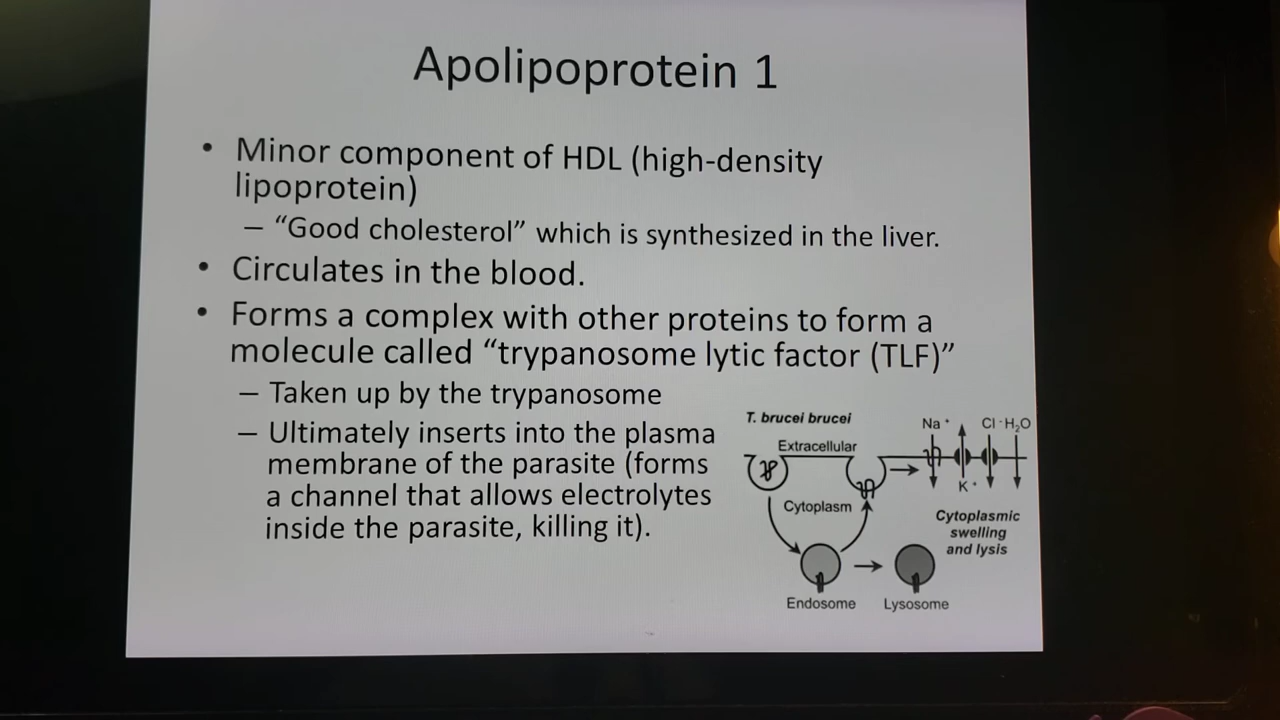 Apolipoprotein 1
• Minor component of HDL (high-density
lipoprotein)
– “Good cholesterol” which is synthesized in the liver.
• Circulates in the blood.
• Forms a complex with other proteins to form a
molecule called “trypanosome lytic factor (TLF)”
– Taken up by the trypanosome
– Ultimately inserts into the plasma
membrane of the parasite (forms
a channel that allows electrolytes
inside the parasite, killing it).
T. brucei brucei
Extracellular
Na⁺
Cl⁻ H₂O
K⁺
Cytoplasm
Cytoplasmic
swelling
and lysis
Endosome
Lysosome